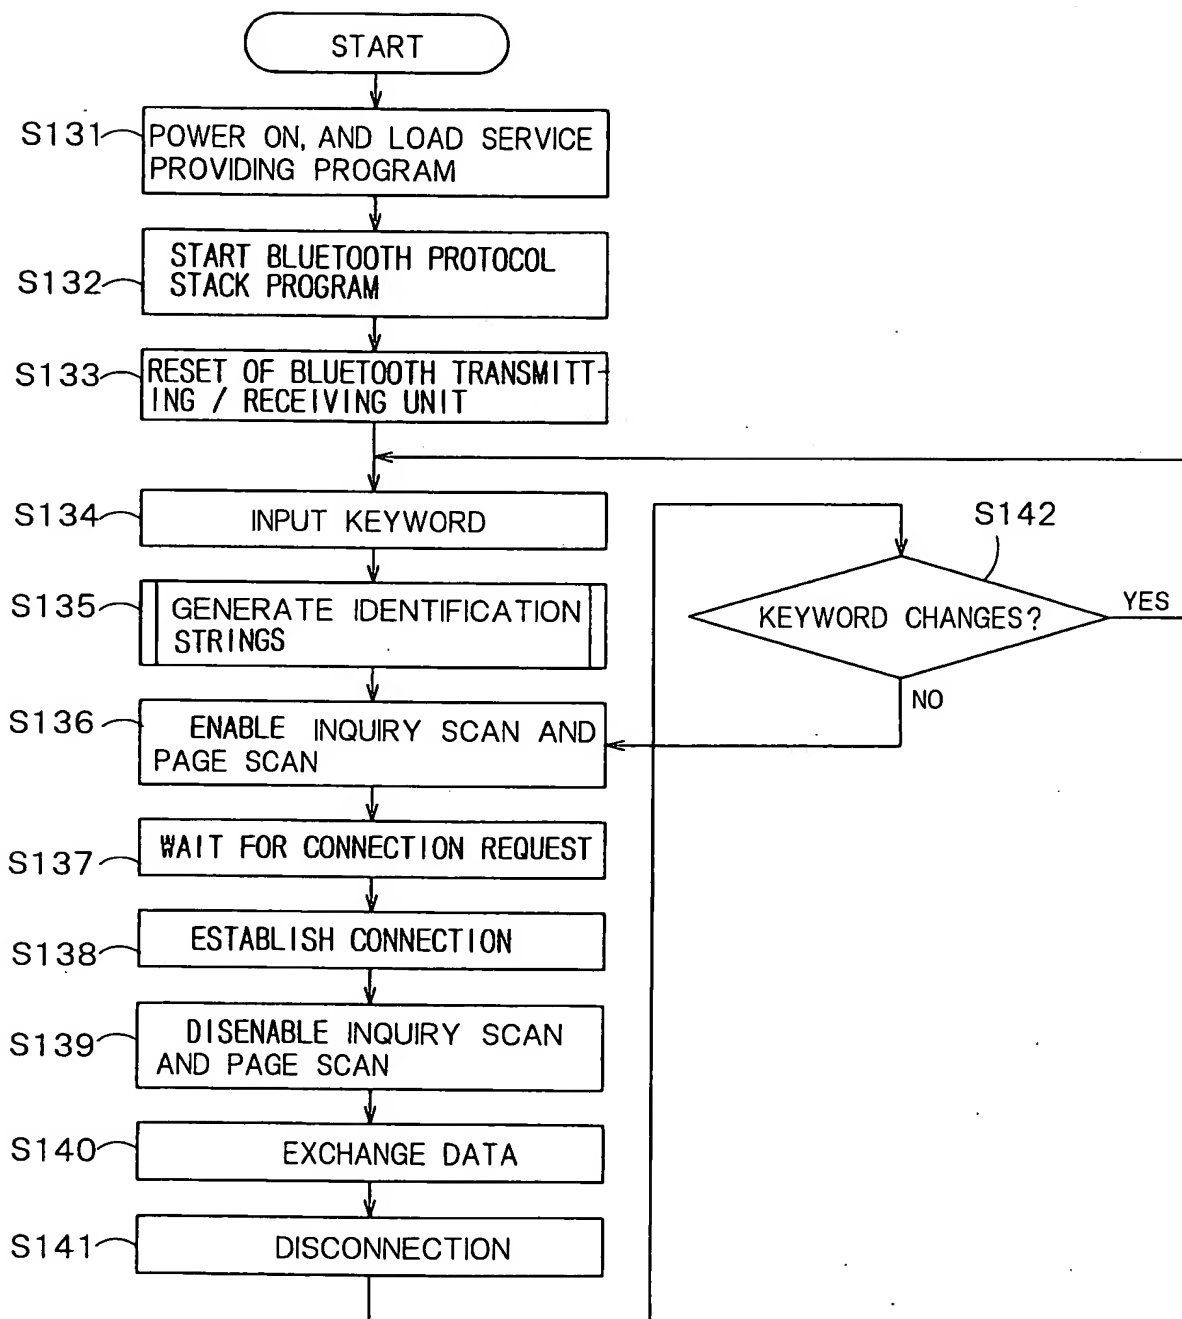 START
S131
POWER ON, AND LOAD SERVICE
PROVIDING PROGRAM
S132
START BLUETOOTH PROTOCOL
STACK PROGRAM
S133
RESET OF BLUETOOTH TRANSMITT-
ING / RECEIVING UNIT
S134
INPUT KEYWORD
S135
GENERATE IDENTIFICATION
STRINGS
S136
ENABLE INQUIRY SCAN AND
PAGE SCAN
S137
WAIT FOR CONNECTION REQUEST
S138
ESTABLISH CONNECTION
S139
DISENABLE INQUIRY SCAN
AND PAGE SCAN
S140
EXCHANGE DATA
S141
DISCONNECTION
S142
KEYWORD CHANGES?
YES
NO